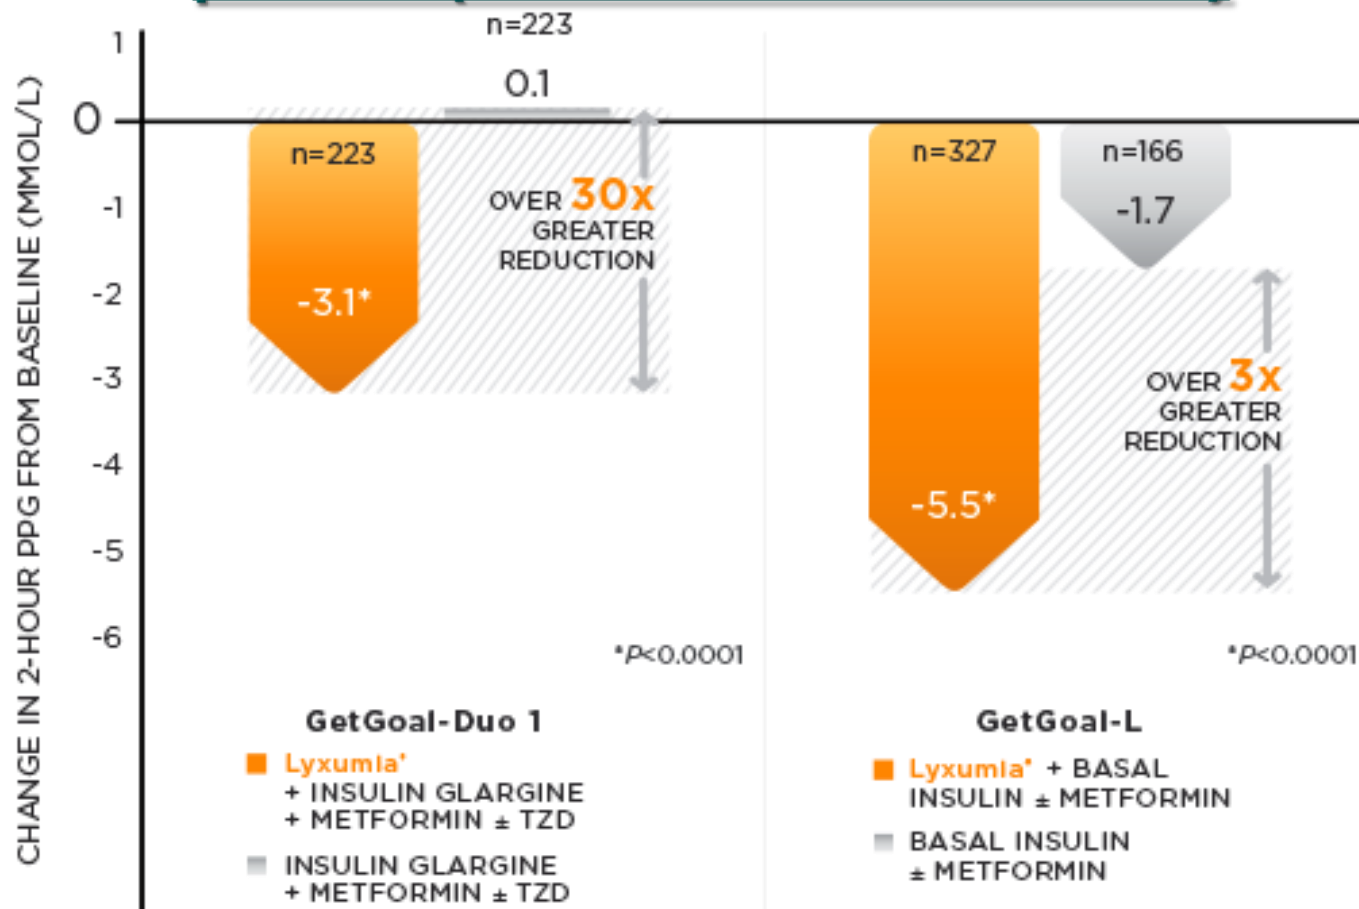 CHANGE IN 2-HOUR PPG FROM BASELINE (MMOL/L)
1
0
-1
-2
-3
-4
-5
-6
n=223
0.1
n=223
-3.1*
OVER 30x
GREATER
REDUCTION
*P<0.0001
n=327
-5.5*
n=166
-1.7
OVER 3x
GREATER
REDUCTION
*P<0.0001
GetGoal-Duo 1
Lyxumia®
+ INSULIN GLARGINE
+ METFORMIN ± TZD
INSULIN GLARGINE
+ METFORMIN ± TZD
GetGoal-L
Lyxumia® + BASAL
INSULIN ± METFORMIN
BASAL INSULIN
± METFORMIN